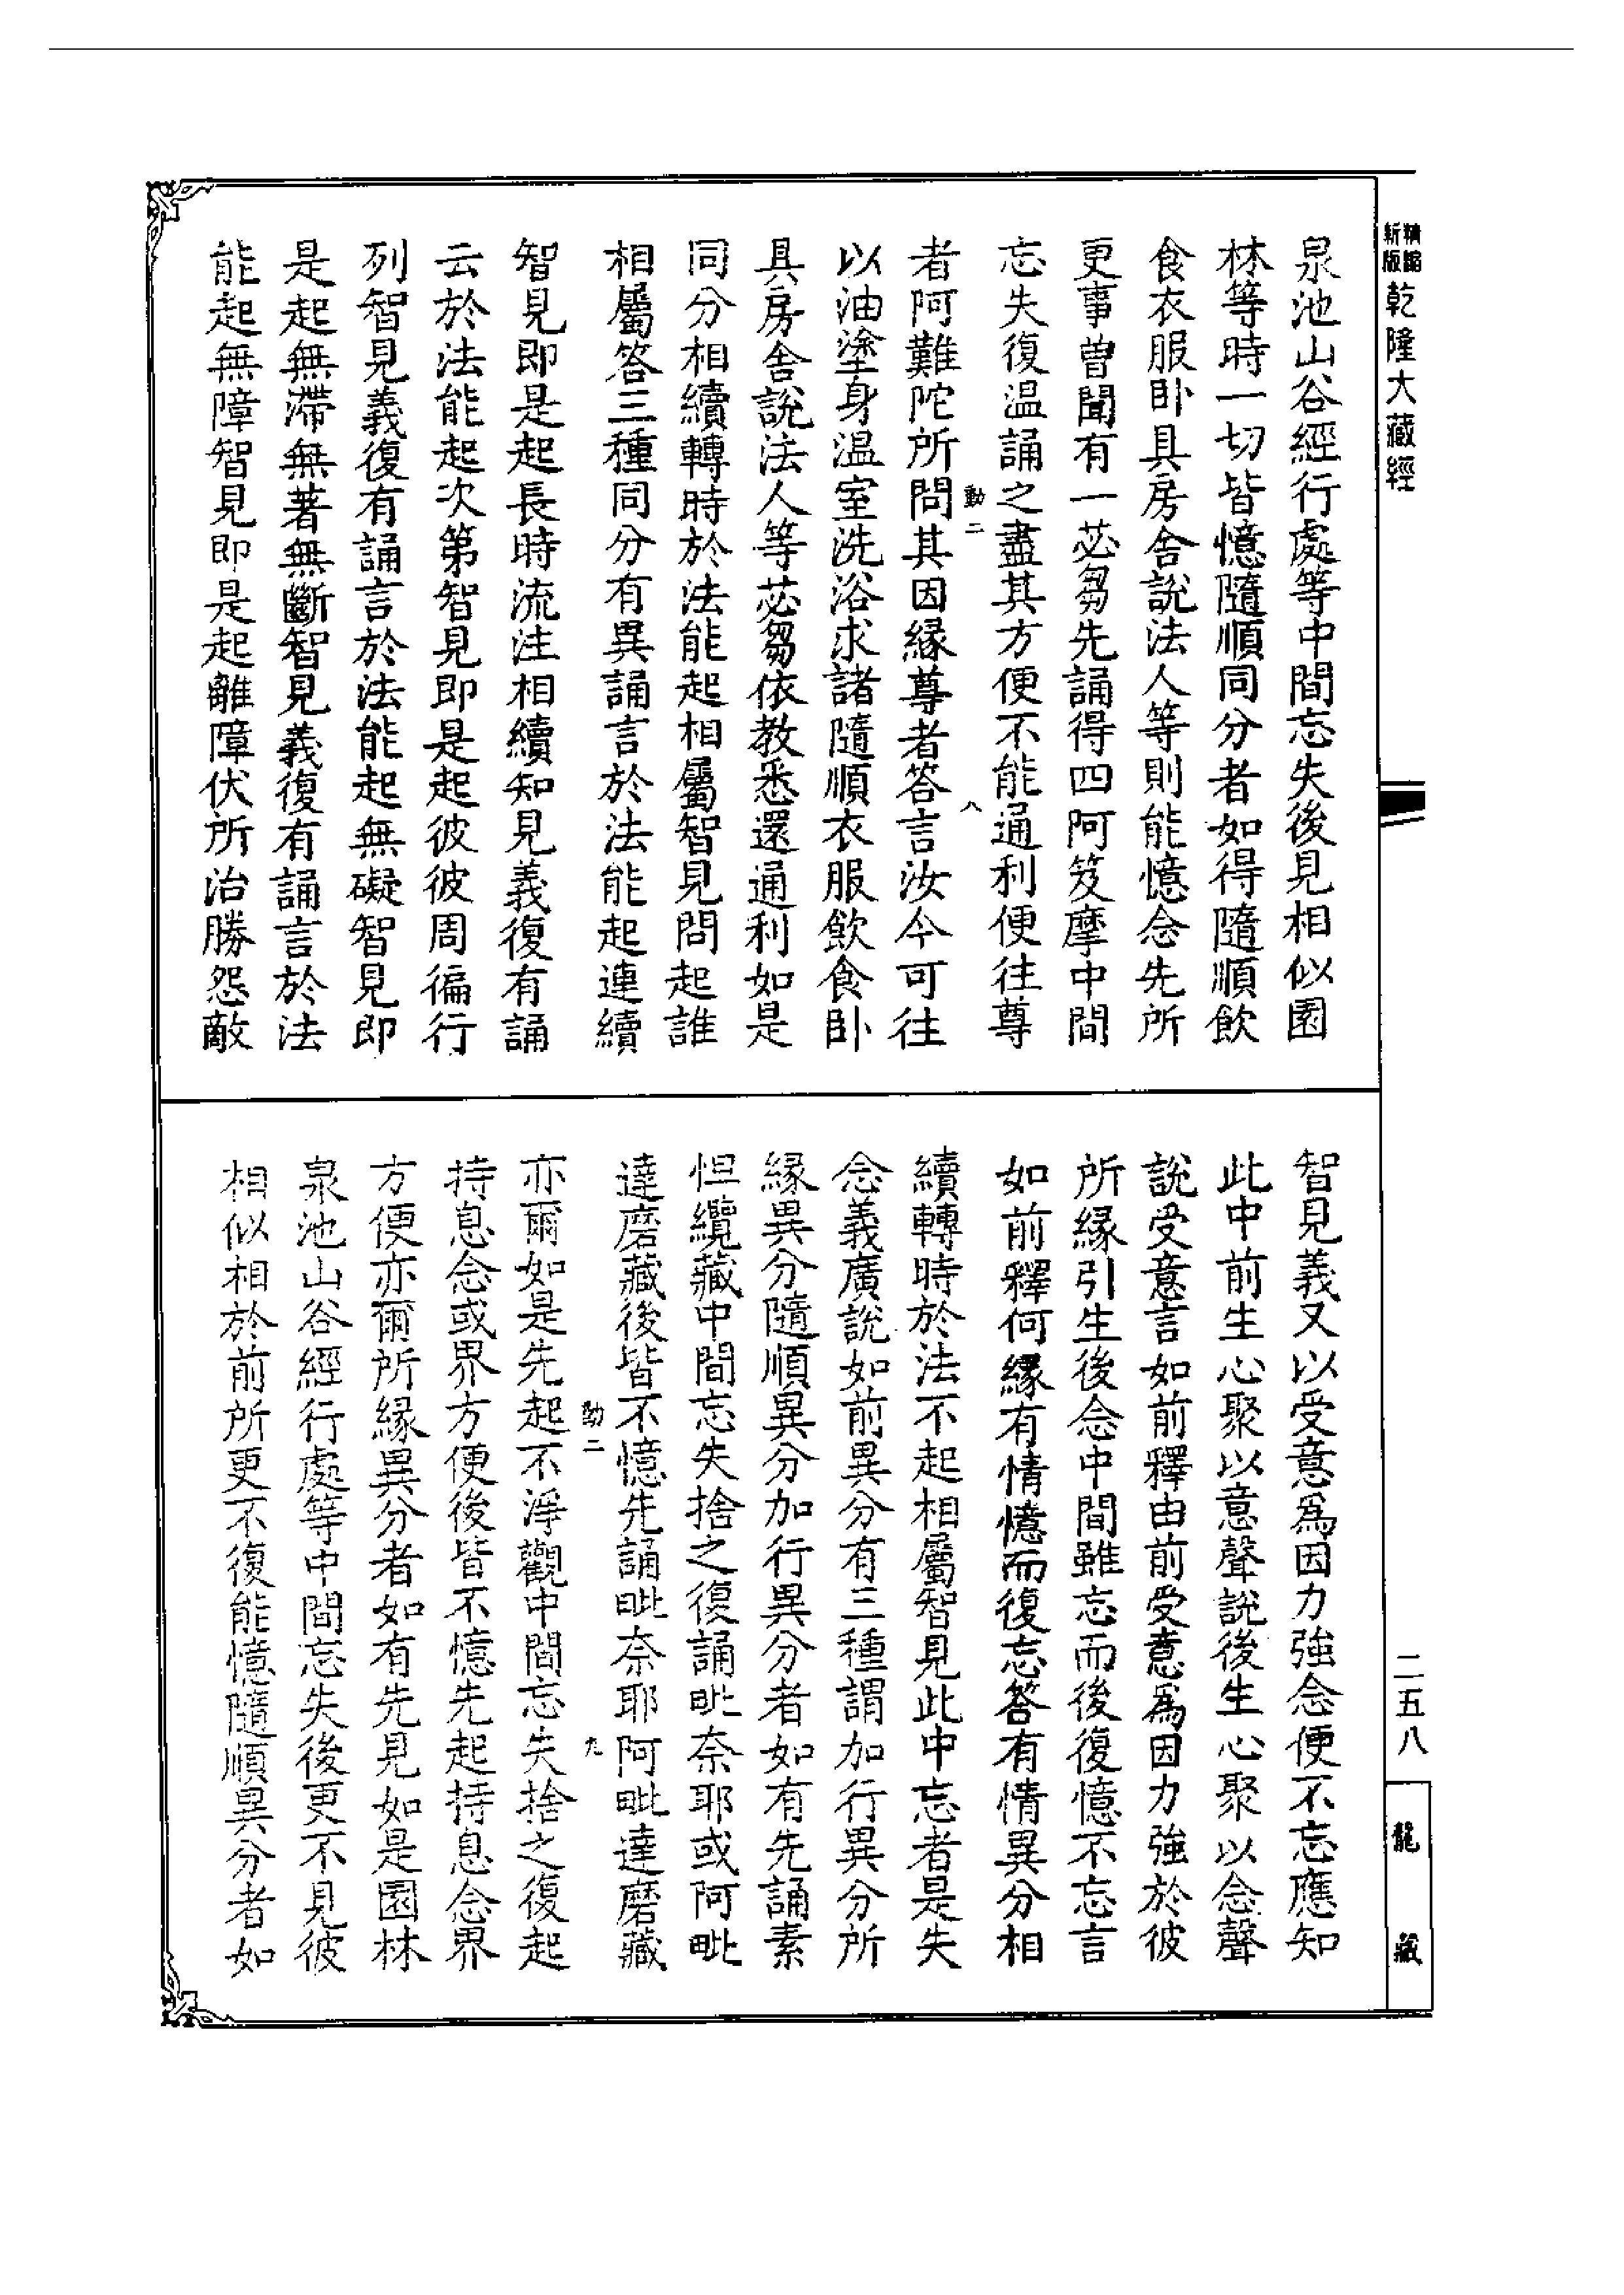 精縮新版乾隆大藏經
泉池山谷經行處等中間忘失後見相似園
林等時一切皆憶隨順同分者如得隨順飲
食衣服卧具房舍說法人等則能憶念先所
更事曾聞有一苾芻先誦得四阿笈摩中間
忘失復温誦之盡其方便不能通利便往尊
動二 八
者阿難陀所問其因緣尊者答言汝今可往
以油塗身温室洗浴求諸隨順衣服飲食卧
具房舍說法人等苾芻依教悉還通利如是
同分相續轉時於法能起相屬智見問起誰
相屬答三種同分有異誦言於法能起連續
智見即是起長時流注相續知見義復有誦
云於法能起次第智見即是起彼彼周徧行
列智見義復有誦言於法能起無礙智見即
是起無滯無著無斷智見義復有誦言於法
能起無障智見即是起離障伏所治勝怨敵
智見義又以受意爲因力強念便不忘應知
此中前生心聚以意聲說後生心聚以念聲
說受意言如前釋由前受意爲因力強於彼
所緣引生後念中間雖忘而後復憶不忘言
如前釋何緣有情憶而復忘答有情異分相
續轉時於法不起相屬智見此中忘者是失
念義廣說如前異分有三種謂加行異分所
緣異分隨順異分加行異分者如有先誦素
怛纜藏中間忘失捨之復誦毗奈耶或阿毗
達磨藏後皆不憶先誦毗奈耶阿毗達磨藏
動二 九
亦爾如是先起不淨觀中間忘失捨之復起
持息念或界方便後皆不憶先起持息念界
方便亦爾所緣異分者如有先見如是園林
泉池山谷經行處等中間忘失後更不見彼
相似相於前所更不復能憶隨順異分者如
二五八
龍藏